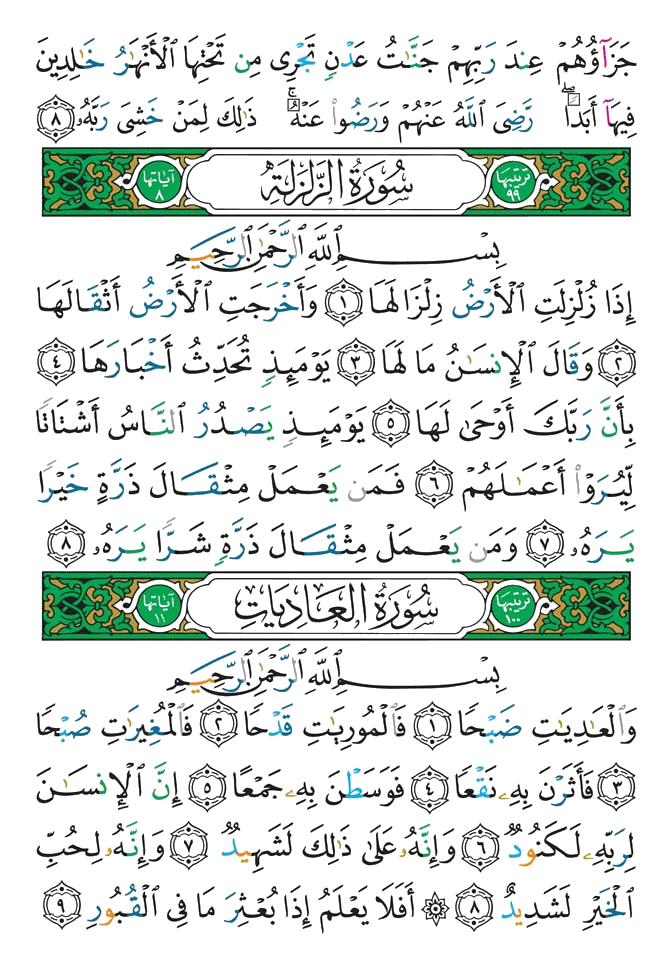 جَزَآؤُهُمْ عِندَ رَبِّهِمْ جَنَّٰتُ عَدْنٍ تَجْرِى مِن تَحْتِهَا ٱلْأَنْهَٰرُ خَٰلِدِينَ
فِيهَآ أَبَدًا ۖ رَّضِىَ ٱللَّهُ عَنْهُمْ وَرَضُوا۟ عَنْهُ ۚ ذَٰلِكَ لِمَنْ خَشِىَ رَبَّهُۥ ٨
ترتيبها ٩٩ سُورَةُ الزَّلْزَلَةِ آياتها ٨
بِسْمِ ٱللَّهِ ٱلرَّحْمَٰنِ ٱلرَّحِيمِ
إِذَا زُلْزِلَتِ ٱلْأَرْضُ زِلْزَالَهَا ١ وَأَخْرَجَتِ ٱلْأَرْضُ أَثْقَالَهَا
٢ وَقَالَ ٱلْإِنسَٰنُ مَا لَهَا ٣ يَوْمَئِذٍ تُحَدِّثُ أَخْبَارَهَا ٤
بِأَنَّ رَبَّكَ أَوْحَىٰ لَهَا ٥ يَوْمَئِذٍ يَصْدُرُ ٱلنَّاسُ أَشْتَاتًا
لِّيُرَوْا۟ أَعْمَٰلَهُمْ ٦ فَمَن يَعْمَلْ مِثْقَالَ ذَرَّةٍ خَيْرًا
يَرَهُۥ ٧ وَمَن يَعْمَلْ مِثْقَالَ ذَرَّةٍ شَرًّا يَرَهُۥ ٨
ترتيبها ١٠٠ سُورَةُ العَادِيَاتِ آياتها ١١
بِسْمِ ٱللَّهِ ٱلرَّحْمَٰنِ ٱلرَّحِيمِ
وَٱلْعَٰدِيَٰتِ ضَبْحًا ١ فَٱلْمُورِيَٰتِ قَدْحًا ٢ فَٱلْمُغِيرَٰتِ صُبْحًا
٣ فَأَثَرْنَ بِهِۦ نَقْعًا ٤ فَوَسَطْنَ بِهِۦ جَمْعًا ٥ إِنَّ ٱلْإِنسَٰنَ
لِرَبِّهِۦ لَكَنُودٌ ٦ وَإِنَّهُۥ عَلَىٰ ذَٰلِكَ لَشَهِيدٌ ٧ وَإِنَّهُۥ لِحُبِّ
ٱلْخَيْرِ لَشَدِيدٌ ٨ ۞ أَفَلَا يَعْلَمُ إِذَا بُعْثِرَ مَا فِى ٱلْقُبُورِ ٩